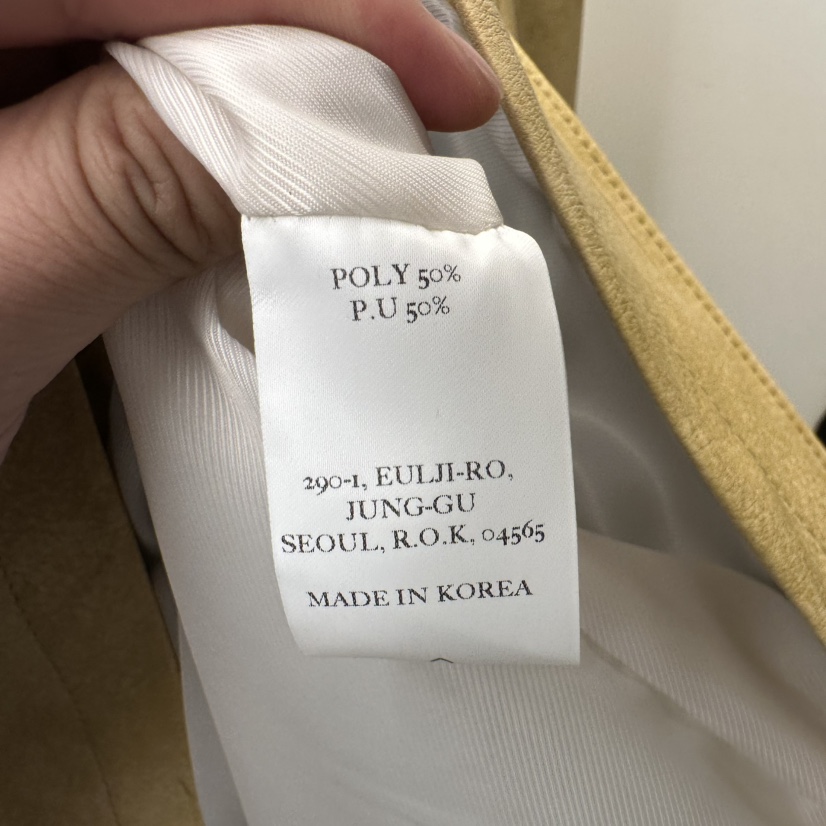 POLY 50%
P.U 50%
290-1, EULJI-RO,
JUNG-GU
SEOUL, R.O.K, 04565
MADE IN KOREA